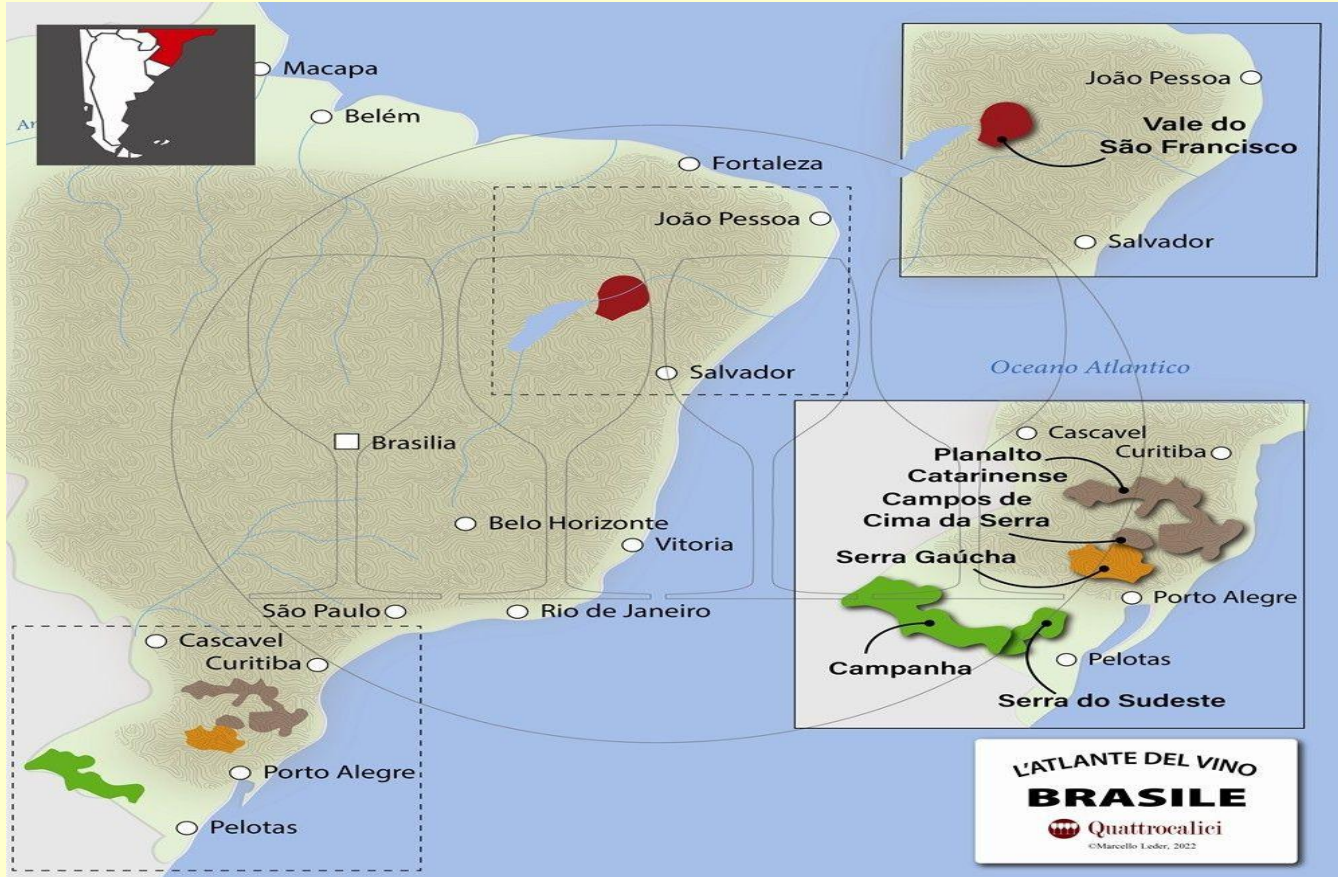 Macapa
Belém
Fortaleza
João Pessoa
Salvador
Brasilia
Belo Horizonte
Vitoria
São Paulo
Rio de Janeiro
Cascavel
Curitiba
Porto Alegre
Pelotas
João Pessoa
Vale do
São Francisco
Salvador
Oceano Atlantico
Cascavel
Curitiba
Planalto
Catarinense
Campos de
Cima da Serra
Serra Gaúcha
Porto Alegre
Campanha
Pelotas
Serra do Sudeste
L'ATLANTE DEL VINO
BRASILE
Quattrocalici
©Marcello Leder, 2022